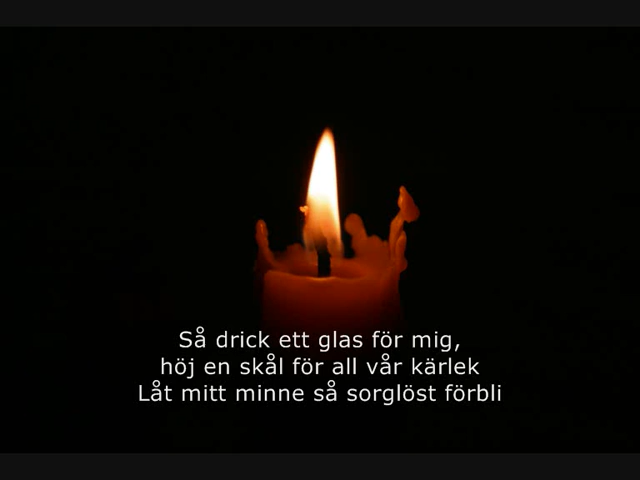 Så drick ett glas för mig,
höj en skål för all vår kärlek
Låt mitt minne så sorglöst förbli